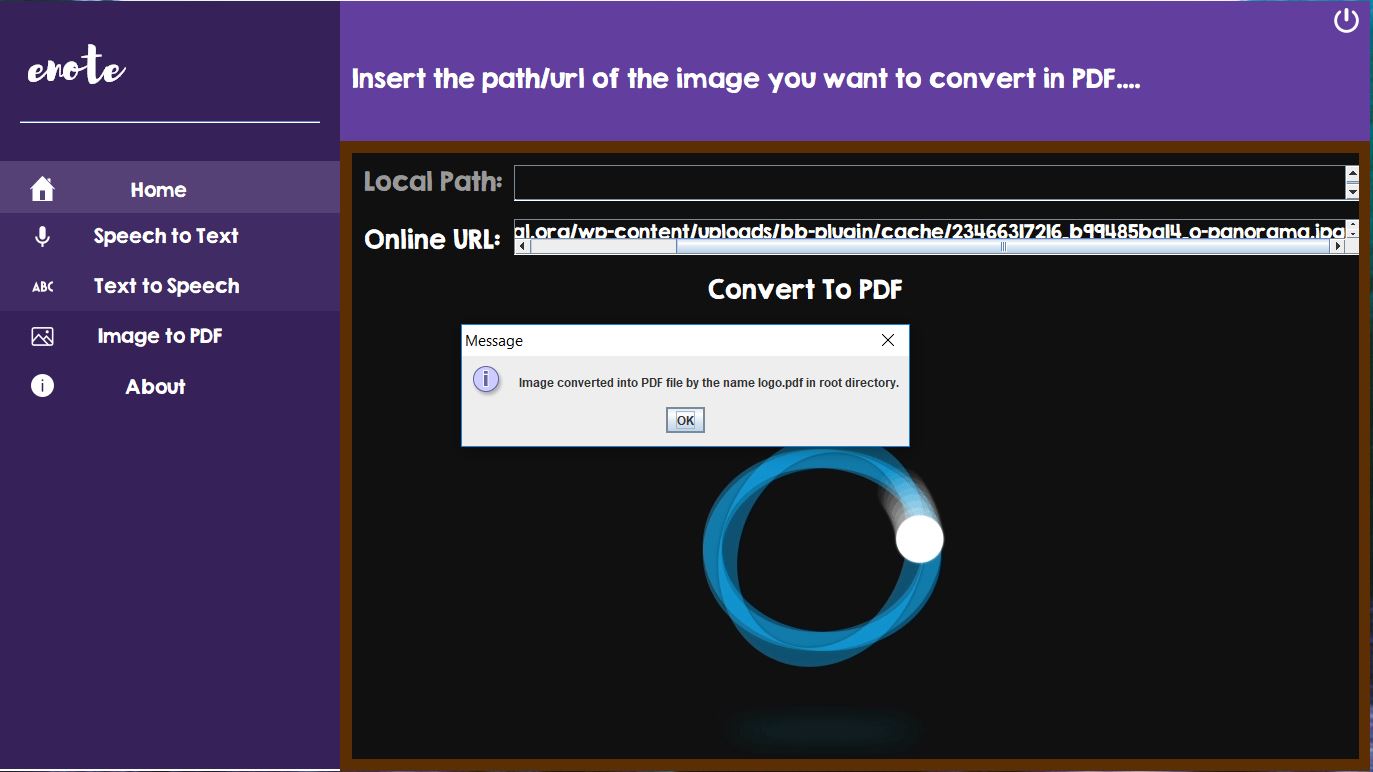 enote
Insert the path/url of the image you want to convert in PDF....
Home
Speech to Text
ABC
Text to Speech
Image to PDF
i
About
Local Path:
Online URL:
al.org/wp-content/uploads/bb-plugin/cache/23466317216_b99485ba14_o-panorama.jpg
Convert To PDF
Message
i
Image converted into PDF file by the name logo.pdf in root directory.
OK